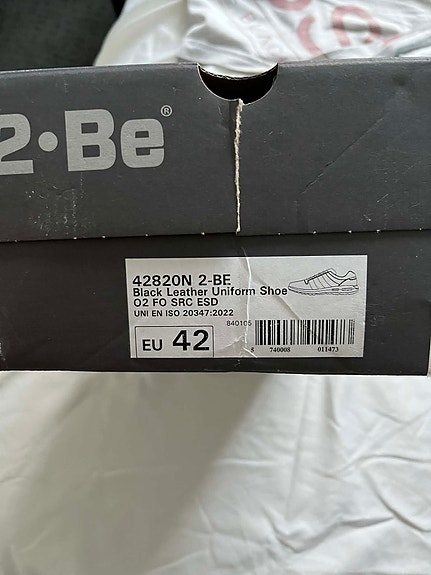 2•Be®
42820N 2-BE
Black Leather Uniform Shoe
O2 FO SRC ESD
UNI EN ISO 20347:2022
840105
EU 42
8 740008 011473